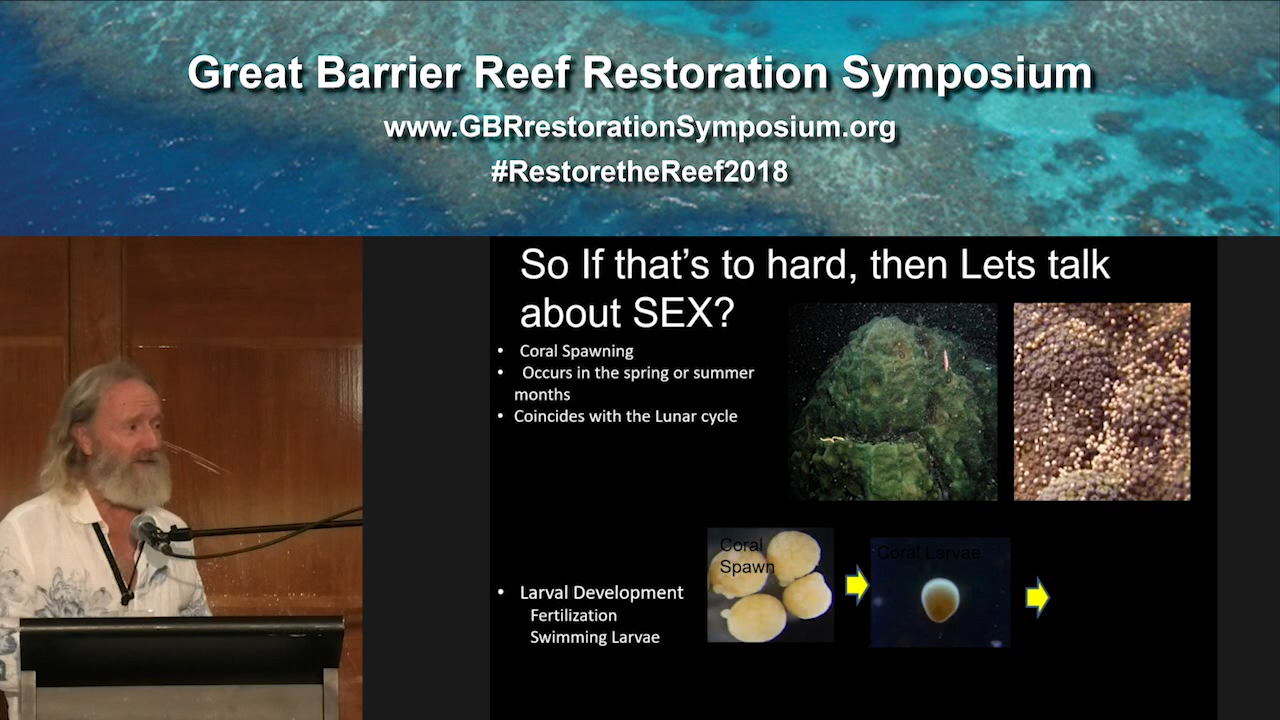 Great Barrier Reef Restoration Symposium
www.GBRrestorationSymposium.org
#RestoretheReef2018
So If that's to hard, then Lets talk
about SEX?
• Coral Spawning
• Occurs in the spring or summer
months
• Coincides with the Lunar cycle
Coral
Spawn
Coral Larvae
• Larval Development
Fertilization
Swimming Larvae